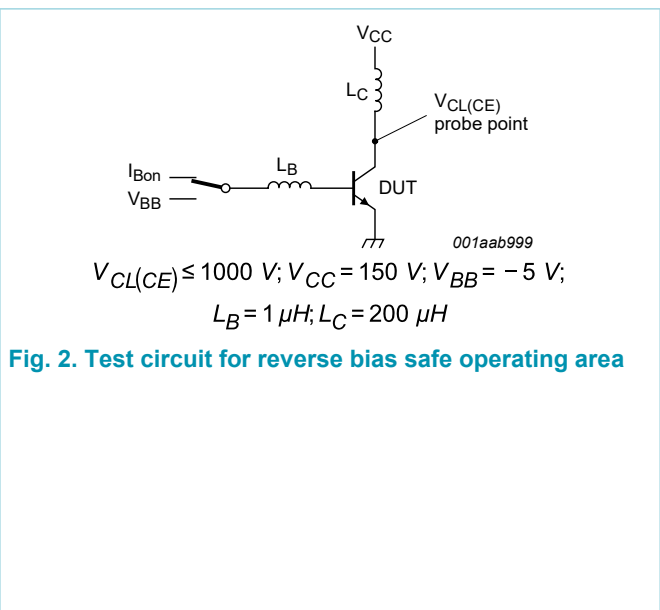 VCC
LC
VCL(CE)
probe point
IBon
LB
VBB
DUT
001aab999
VCL(CE) ≤ 1000 V; VCC = 150 V; VBB = − 5 V;
LB = 1 µH; LC = 200 µH
Fig. 2. Test circuit for reverse bias safe operating area